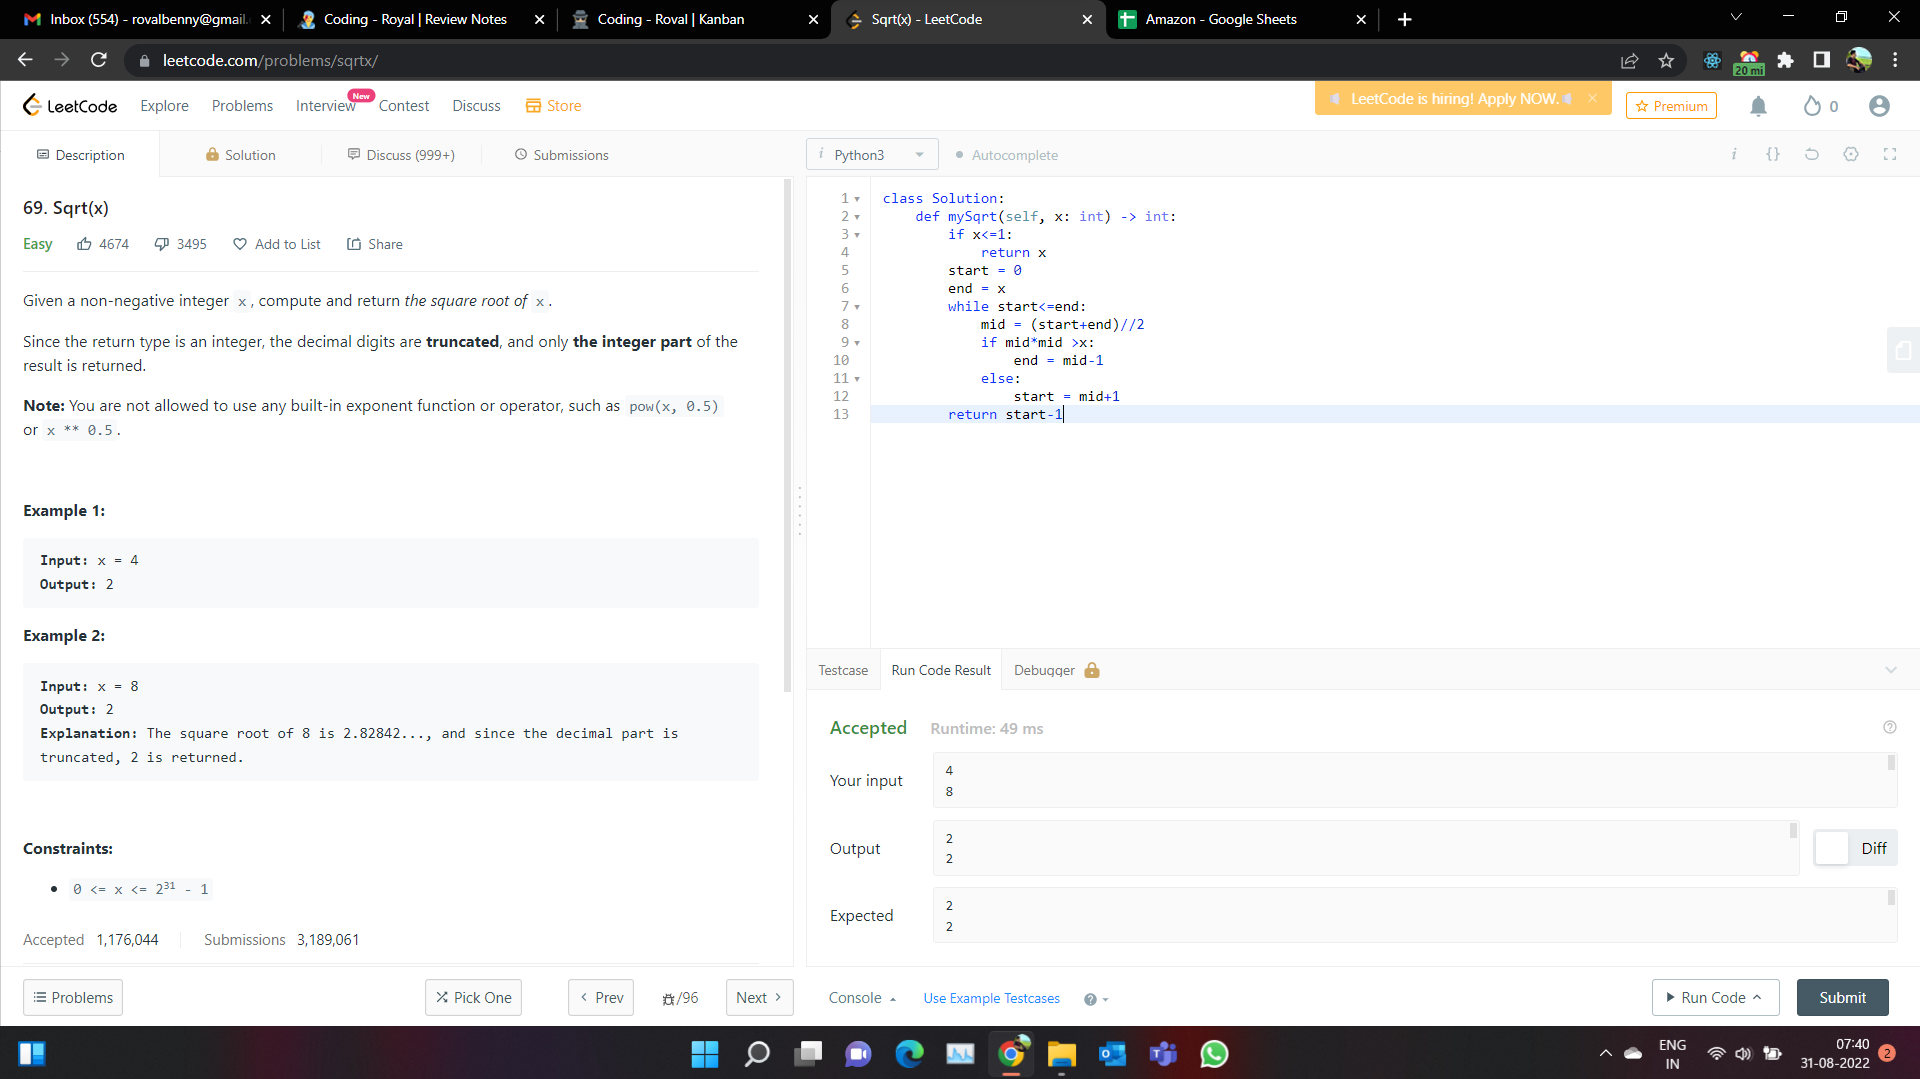 Inbox (554) - rovalbenny@gmail.
Coding - Royal | Review Notes
Coding - Roval | Kanban
Sqrt(x) - LeetCode
Amazon - Google Sheets
leetcode.com/problems/sqrtx/
20 mi
LeetCode
Explore
Problems
Interview
New
Contest
Discuss
Store
LeetCode is hiring! Apply NOW.
Premium
0
Description
Solution
Discuss (999+)
Submissions
69. Sqrt(x)
Easy
4674
3495
Add to List
Share
Given a non-negative integer x, compute and return the square root of x.
Since the return type is an integer, the decimal digits are truncated, and only the integer part of the
result is returned.
Note: You are not allowed to use any built-in exponent function or operator, such as pow(x, 0.5)
or x ** 0.5.
Example 1:
Input: x = 4
Output: 2
Example 2:
Input: x = 8
Output: 2
Explanation: The square root of 8 is 2.82842..., and since the decimal part is
truncated, 2 is returned.
Constraints:
• 0 <= x <= 2³¹ - 1
Accepted 1,176,044
Submissions 3,189,061
Problems
Pick One
Prev
/96
Next
i Python3
Autocomplete
i
{}
1 class Solution:
2 def mySqrt(self, x: int) -> int:
3 if x<=1:
4 return x
5 start = 0
6 end = x
7 while start<=end:
8 mid = (start+end)//2
9 if mid*mid >x:
10 end = mid-1
11 else:
12 start = mid+1
13 return start-1
Testcase
Run Code Result
Debugger
Accepted
Runtime: 49 ms
Your input
4
8
Output
2
2
Diff
Expected
2
2
Console
Use Example Testcases
Run Code
Submit
ENG
IN
07:40
31-08-2022
2